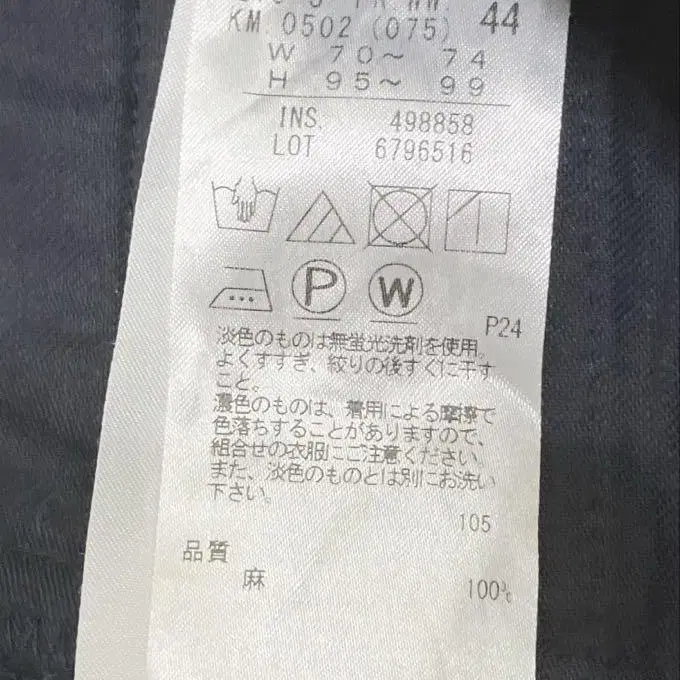 44
KM.0502(075)
W 70～ 74
H 95～ 99
INS. 498858
LOT 6796516
P W
P24
淡色のものは無蛍光洗剤を使用。
よくすすぎ、絞りの後すぐに干す
こと。
濃色のものは、着用による摩擦で
色落ちすることがありますので、
組合せの衣服にご注意ください。
また、淡色のものとは別にお洗い
下さい。
105
品質
麻 100%